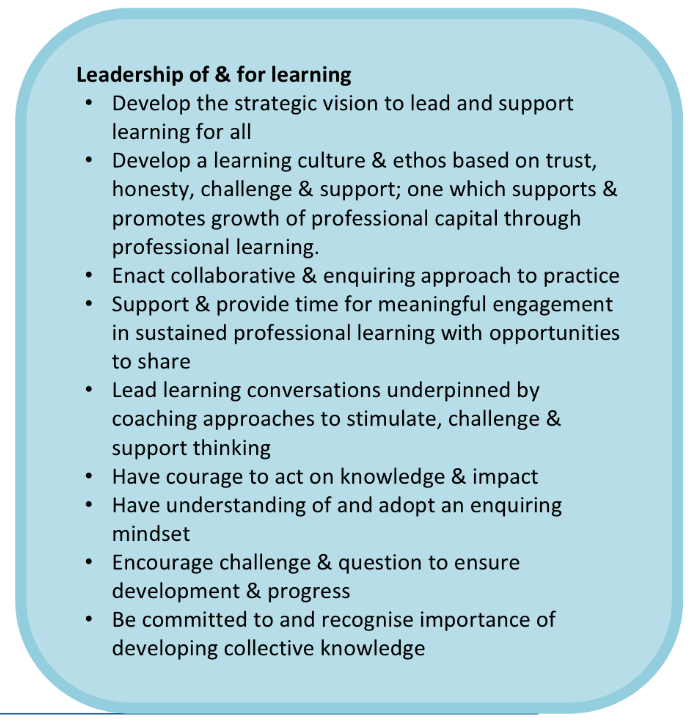 Leadership of & for learning
• Develop the strategic vision to lead and support
learning for all
• Develop a learning culture & ethos based on trust,
honesty, challenge & support; one which supports &
promotes growth of professional capital through
professional learning.
• Enact collaborative & enquiring approach to practice
• Support & provide time for meaningful engagement
in sustained professional learning with opportunities
to share
• Lead learning conversations underpinned by
coaching approaches to stimulate, challenge &
support thinking
• Have courage to act on knowledge & impact
• Have understanding of and adopt an enquiring
mindset
• Encourage challenge & question to ensure
development & progress
• Be committed to and recognise importance of
developing collective knowledge